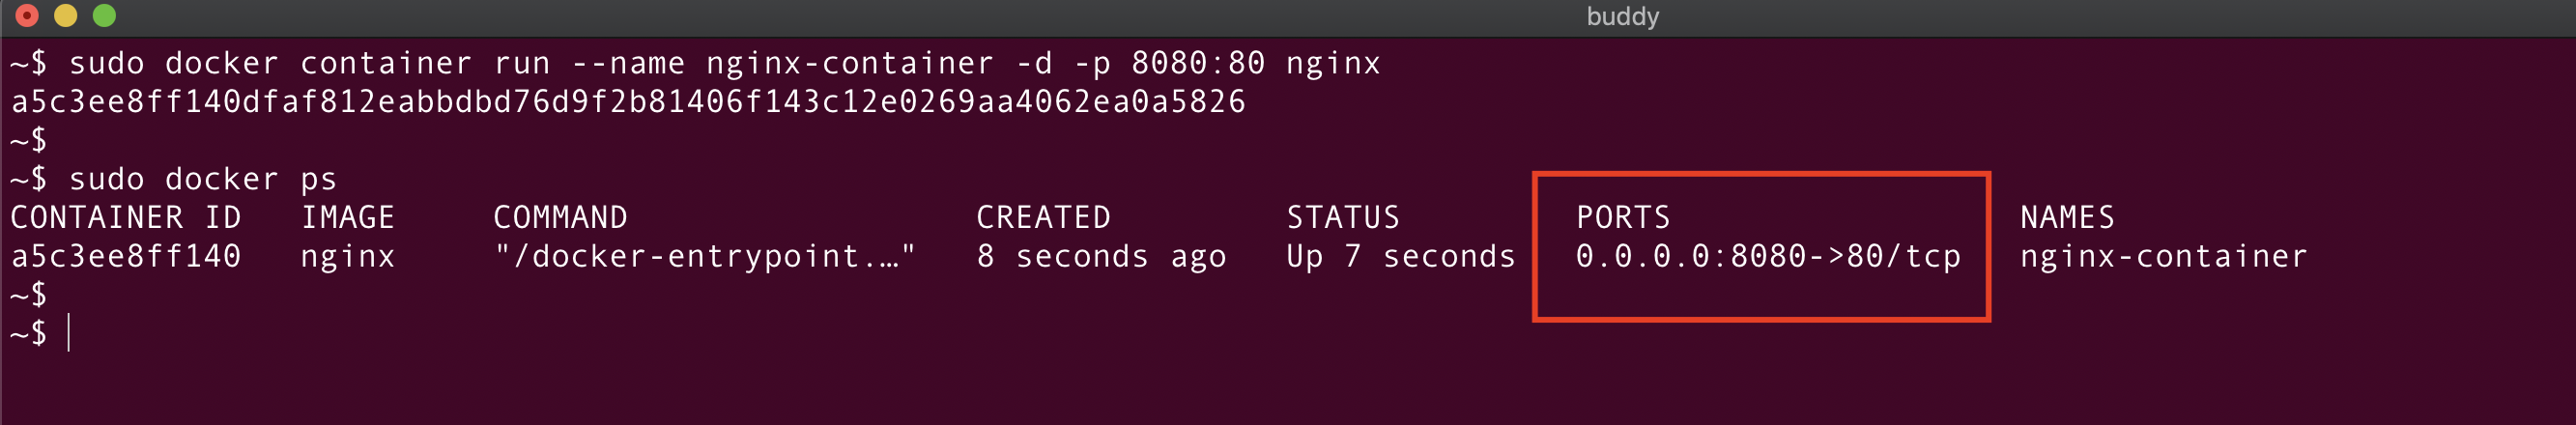 buddy
~$ sudo docker container run --name nginx-container -d -p 8080:80 nginx
a5c3ee8ff140dfaf812eabbdbd76d9f2b81406f143c12e0269aa4062ea0a5826
~$
~$ sudo docker ps
CONTAINER ID   IMAGE     COMMAND                  CREATED         STATUS         PORTS                  NAMES
a5c3ee8ff140   nginx     "/docker-entrypoint.…"   8 seconds ago   Up 7 seconds   0.0.0.0:8080->80/tcp   nginx-container
~$
~$